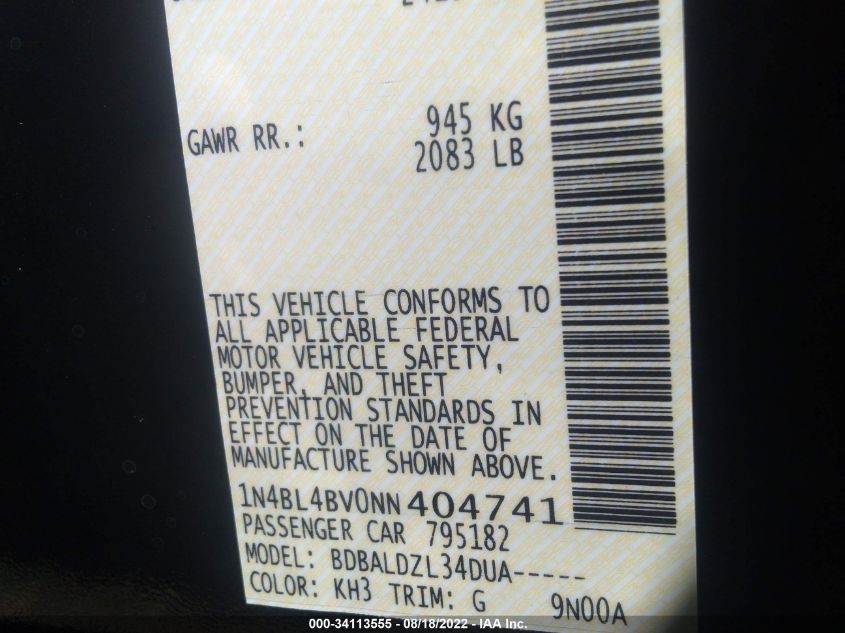 GAWR RR.: 945 KG
2083 LB
THIS VEHICLE CONFORMS TO
ALL APPLICABLE FEDERAL
MOTOR VEHICLE SAFETY,
BUMPER, AND THEFT
PREVENTION STANDARDS IN
EFFECT ON THE DATE OF
MANUFACTURE SHOWN ABOVE.
1N4BL4BV0NN404741
PASSENGER CAR 795182
MODEL: BDBALDZL34DUA-----
COLOR: KH3 TRIM: G 9N00A
000-34113555 - 08/18/2022 - IAA Inc.